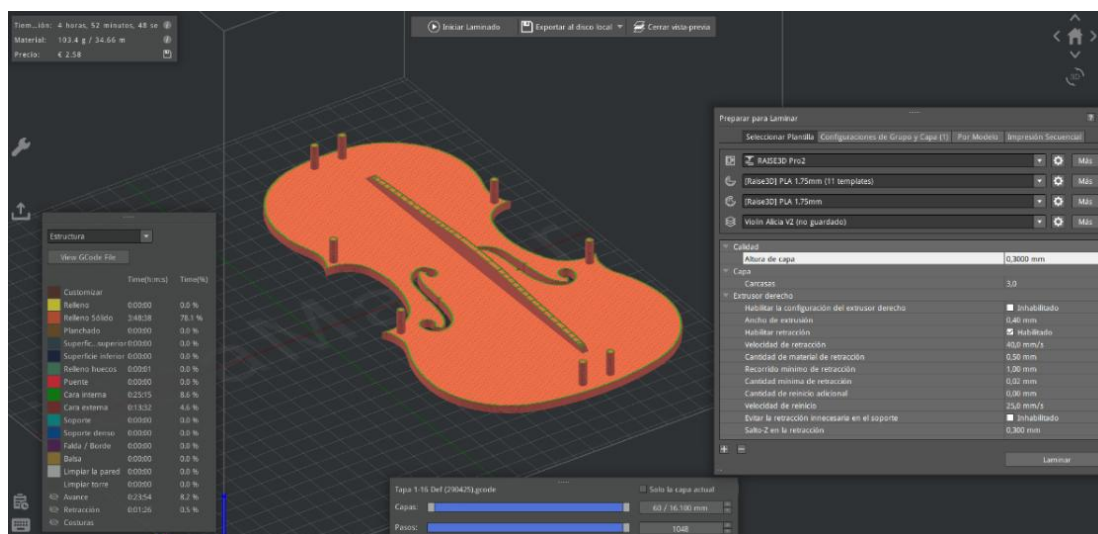 Tiem...ión: 4 horas, 52 minutos, 48 se
Material: 103.4 g / 34.66 m
Precio: € 2.58
Iniciar Laminado
Exportar al disco local
Cerrar vista previa
Estructura
View GCode File
Time(h:m:s) Time(%)
Customizar
Relleno 0:00:00 0.0 %
Relleno Sólido 3:48:38 78.1 %
Planchado 0:00:00 0.0 %
Superfic...superior 0:00:00 0.0 %
Superficie inferior 0:00:00 0.0 %
Relleno huecos 0:00:01 0.0 %
Puente 0:00:00 0.0 %
Cara interna 0:25:15 8.6 %
Cara externa 0:13:32 4.6 %
Soporte 0:00:00 0.0 %
Soporte denso 0:00:00 0.0 %
Falda / Borde 0:00:00 0.0 %
Balsa 0:00:00 0.0 %
Limpiar la pared 0:00:00 0.0 %
Limpiar torre 0:00:00 0.0 %
Avance 0:23:54 8.2 %
Retracción 0:01:26 0.5 %
Costuras
Tapa 1-16 Def (290425).gcode
Solo la capa actual
Capas: 60 / 16.100 mm
Pasos: 1048
3D
Preparar para Laminar
Seleccionar Plantilla Configuraciones de Grupo y Capa (1) Por Modelo Impresión Secuencial
RAISE3D Pro2 Más
[Raise3D] PLA 1.75mm (11 templates) Más
[Raise3D] PLA 1.75mm Más
Violin Alicia V2 (no guardado) Más
Calidad
Altura de capa 0,3000 mm
Capa
Carcasas 3,0
Extrusor derecho
Habilitar la configuración del extrusor derecho Inhabilitado
Ancho de extrusión 0,40 mm
Habilitar retracción Habilitado
Velocidad de retracción 40,0 mm/s
Cantidad de material de retracción 0,50 mm
Recorrido mínimo de retracción 1,00 mm
Cantidad mínima de retracción 0,02 mm
Cantidad de reinicio adicional 0,00 mm
Velocidad de reinicio 25,0 mm/s
Evitar la retracción innecesaria en el soporte Inhabilitado
Salto-Z en la retracción 0,300 mm
Laminar